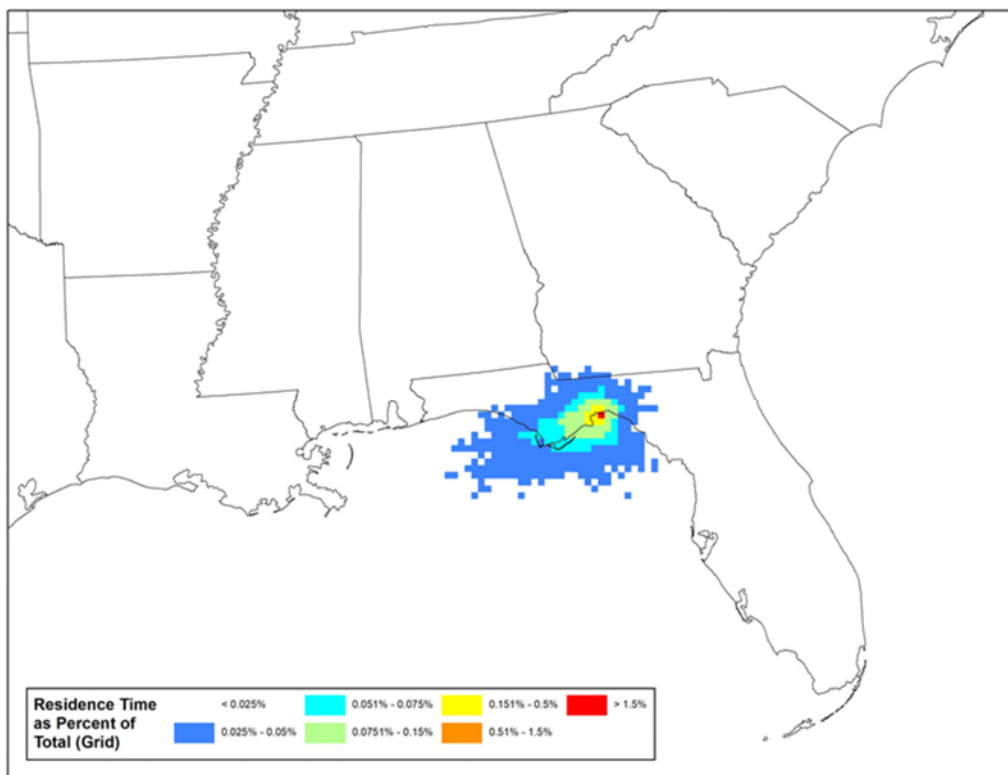 Residence Time
as Percent of
Total (Grid)
< 0.025%
0.051% - 0.075%
0.151% - 0.5%
> 1.5%
0.025% - 0.05%
0.0751% - 0.15%
0.51% - 1.5%